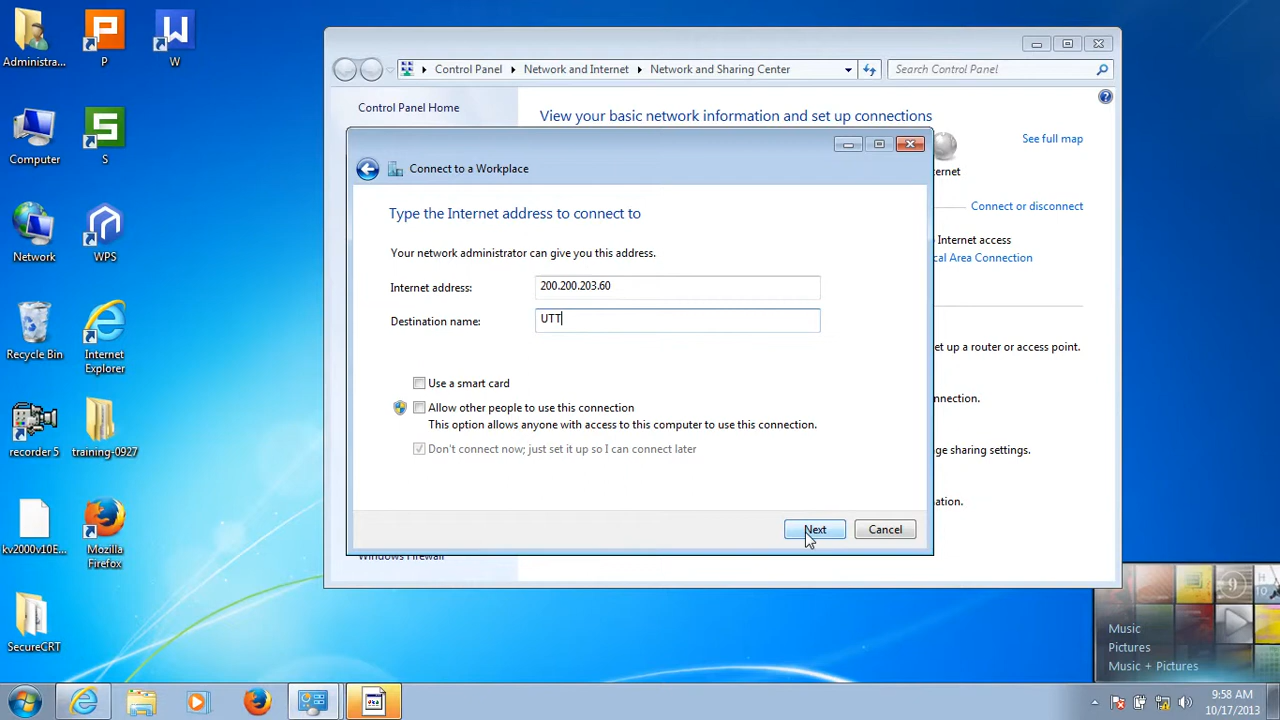 Administra...
P
W
Computer
S
Network
WPS
Recycle Bin
Internet
Explorer
recorder 5
training-0927
kv2000v10E...
Mozilla
Firefox
SecureCRT
Control Panel
Network and Internet
Network and Sharing Center
Search Control Panel
Control Panel Home
View your basic network information and set up connections
See full map
Connect or disconnect
Internet access
cal Area Connection
et up a router or access point.
nnection.
ge sharing settings.
ation.
Windows Firewall
Connect to a Workplace
Type the Internet address to connect to
Your network administrator can give you this address.
Internet address:
200.200.203.60
Destination name:
UTT
Use a smart card
Allow other people to use this connection
This option allows anyone with access to this computer to use this connection.
Don't connect now; just set it up so I can connect later
Next
Cancel
Music
Pictures
Music + Pictures
9:58 AM
10/17/2013